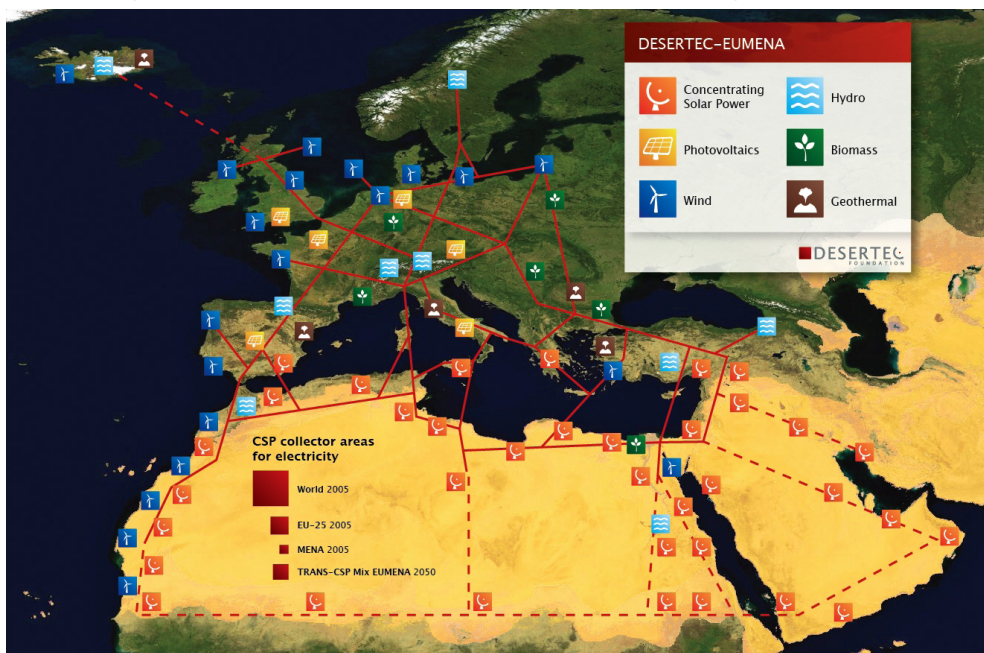 DESERTEC–EUMENA
Concentrating
Solar Power
Hydro
Photovoltaics
Biomass
Wind
Geothermal
DESERTEC
FOUNDATION
CSP collector areas
for electricity
World 2005
EU-25 2005
MENA 2005
TRANS-CSP Mix EUMENA 2050